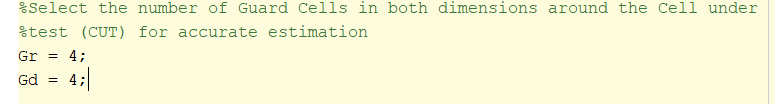 %Select the number of Guard Cells in both dimensions around the Cell under
%test (CUT) for accurate estimation
Gr = 4;
Gd = 4;